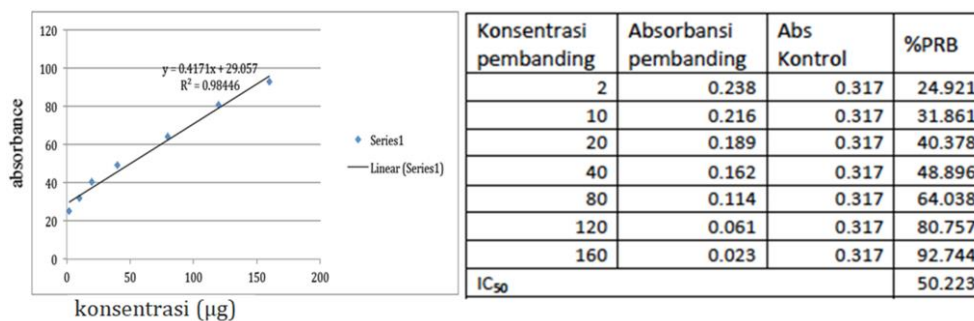 120
100
80
60
40
20
0
absorbance
y = 0.4171x + 29.057
R² = 0.98446
Series1
Linear (Series1)
0 50 100 150 200
konsentrasi (µg)
Konsentrasi pembanding Absorbansi pembanding Abs Kontrol %PRB
2 0.238 0.317 24.921
10 0.216 0.317 31.861
20 0.189 0.317 40.378
40 0.162 0.317 48.896
80 0.114 0.317 64.038
120 0.061 0.317 80.757
160 0.023 0.317 92.744
IC₅₀ 50.223